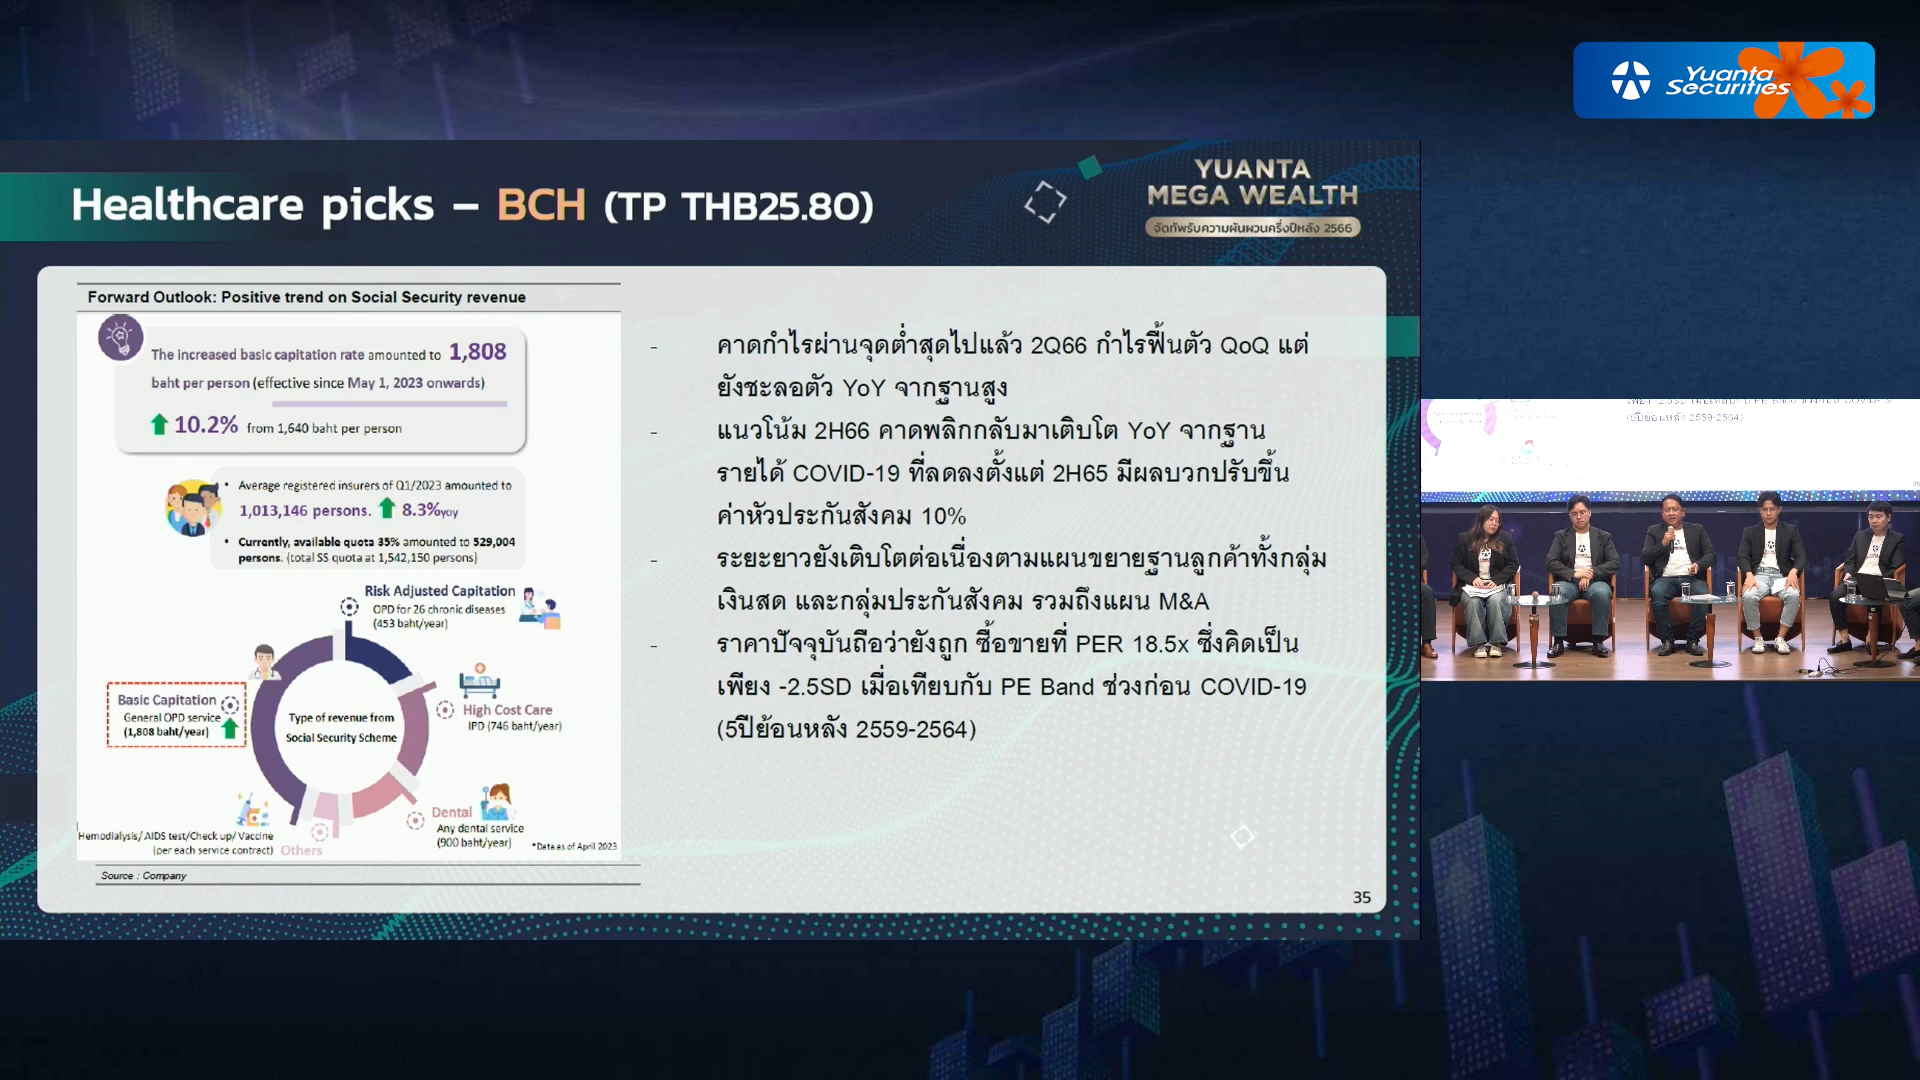 Yuanta
Securities
Healthcare picks – BCH (TP THB25.80)
YUANTA
MEGA WEALTH
จัดทัพรับความผันผวนครึ่งปีหลัง 2566
Forward Outlook: Positive trend on Social Security revenue
The increased basic capitation rate amounted to 1,808
baht per person (effective since May 1, 2023 onwards)
10.2% from 1,640 baht per person
• Average registered insurers of Q1/2023 amounted to
1,013,146 persons. 8.3%yoy
• Currently, available quota 35% amounted to 529,004
persons. (total SS quota at 1,542,150 persons)
Risk Adjusted Capitation
OPD for 26 chronic diseases
(453 baht/year)
High Cost Care
IPD (746 baht/year)
Basic Capitation
General OPD service
(1,808 baht/year)
Type of revenue from
Social Security Scheme
Dental
Any dental service
(900 baht/year)
Hemodialysis/ AIDS test/Check up/ Vaccine
(per each service contract) Others
*Data as of April 2023
Source : Company
- คาดกำไรผ่านจุดต่ำสุดไปแล้ว 2Q66 กำไรฟื้นตัว QoQ แต่
ยังชะลอตัว YoY จากฐานสูง
- แนวโน้ม 2H66 คาดพลิกกลับมาเติบโต YoY จากฐาน
รายได้ COVID-19 ที่ลดลงตั้งแต่ 2H65 มีผลบวกปรับขึ้น
ค่าหัวประกันสังคม 10%
- ระยะยาวยังเติบโตต่อเนื่องตามแผนขยายฐานลูกค้าทั้งกลุ่ม
เงินสด และกลุ่มประกันสังคม รวมถึงแผน M&A
- ราคาปัจจุบันถือว่ายังถูก ซื้อขายที่ PER 18.5x ซึ่งคิดเป็น
เพียง -2.5SD เมื่อเทียบกับ PE Band ช่วงก่อน COVID-19
(5ปีย้อนหลัง 2559-2564)
35
(5ปีย้อนหลัง 2559-2564)